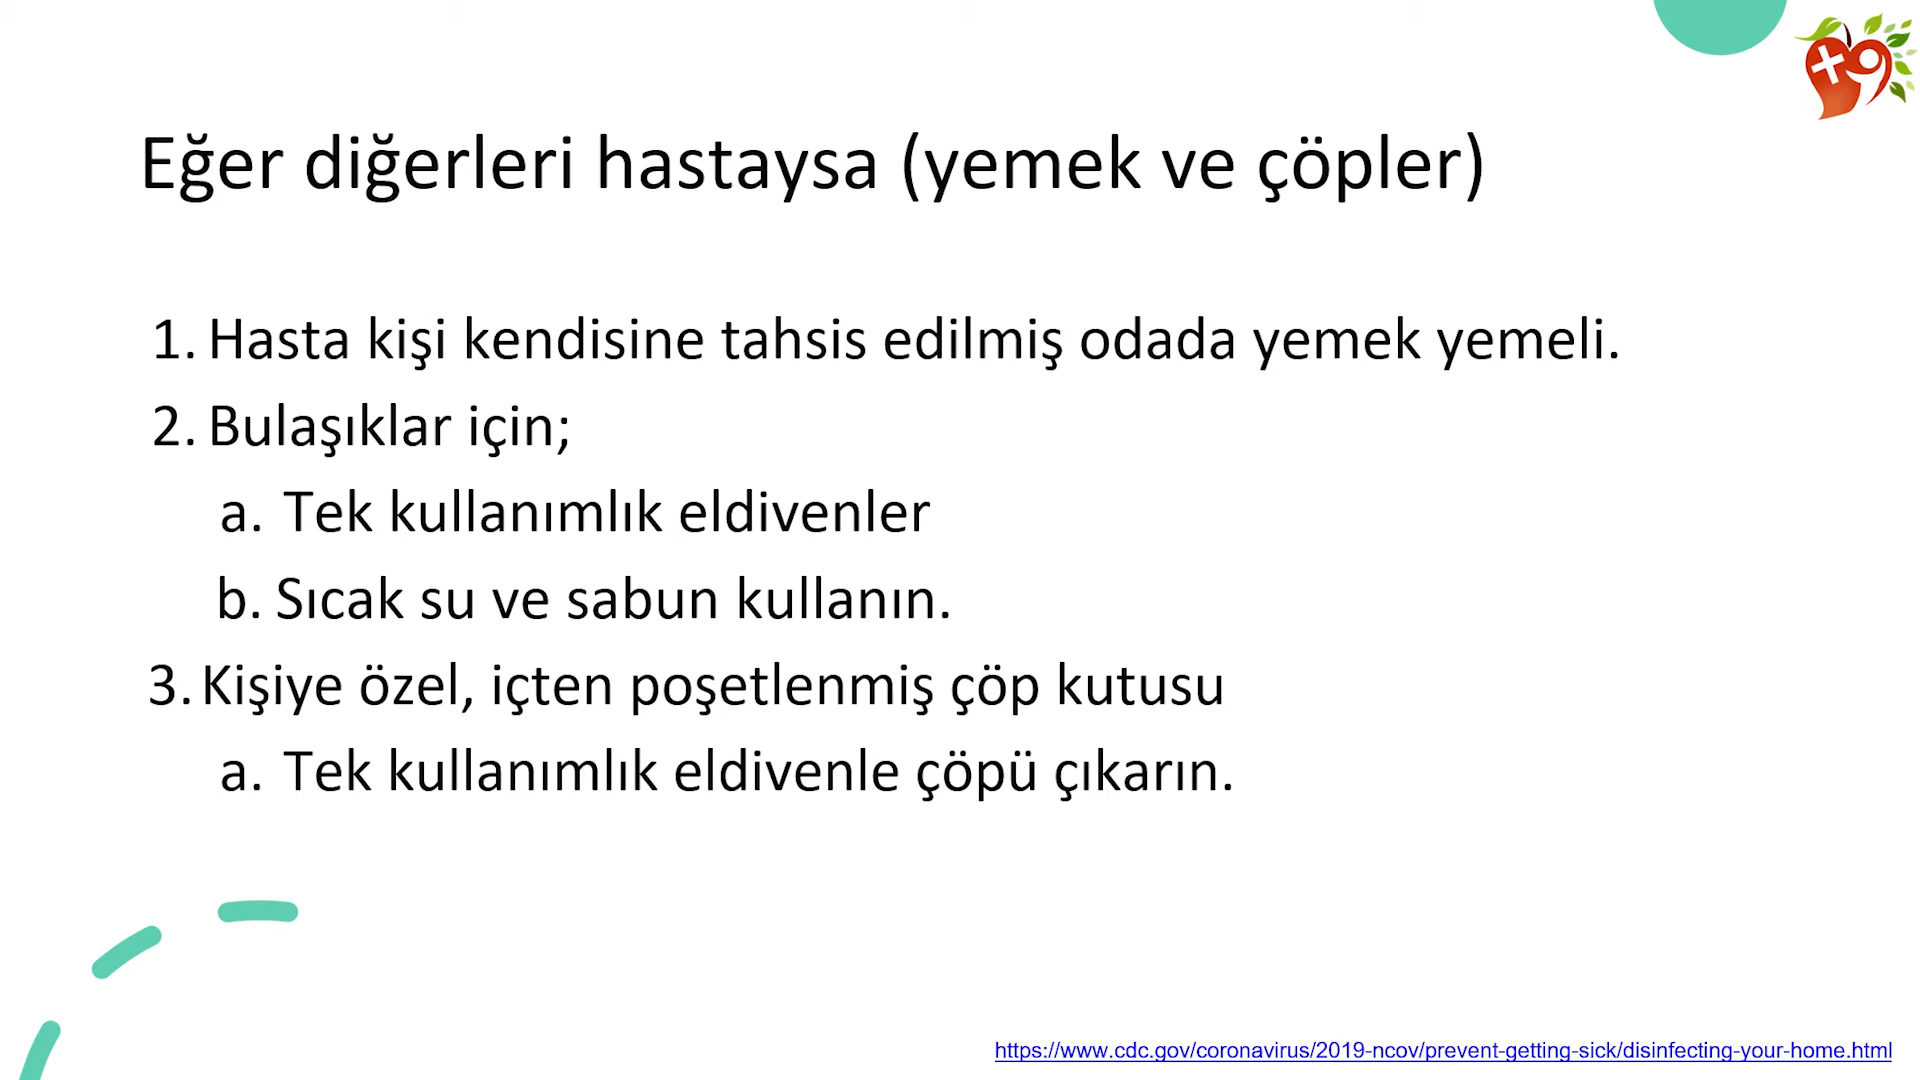 Eğer diğerleri hastaysa (yemek ve çöpler)
1. Hasta kişi kendisine tahsis edilmiş odada yemek yemeli.
2. Bulaşıklar için;
a. Tek kullanımlık eldivenler
b. Sıcak su ve sabun kullanın.
3. Kişiye özel, içten poşetlenmiş çöp kutusu
a. Tek kullanımlık eldivenle çöpü çıkarın.
https://www.cdc.gov/coronavirus/2019-ncov/prevent-getting-sick/disinfecting-your-home.html